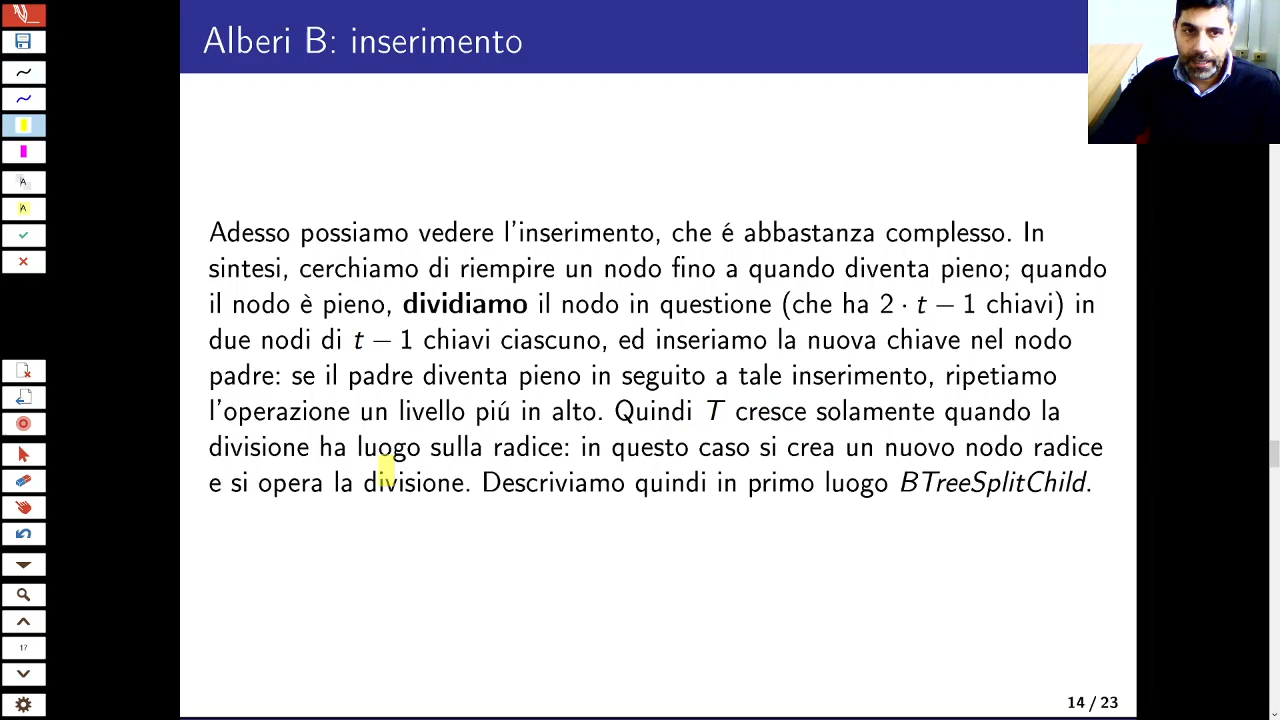 Alberi B: inserimento
Adesso possiamo vedere l'inserimento, che é abbastanza complesso. In
sintesi, cerchiamo di riempire un nodo fino a quando diventa pieno; quando
il nodo è pieno, dividiamo il nodo in questione (che ha 2 · t − 1 chiavi) in
due nodi di t − 1 chiavi ciascuno, ed inseriamo la nuova chiave nel nodo
padre: se il padre diventa pieno in seguito a tale inserimento, ripetiamo
l'operazione un livello piú in alto. Quindi T cresce solamente quando la
divisione ha luogo sulla radice: in questo caso si crea un nuovo nodo radice
e si opera la divisione. Descriviamo quindi in primo luogo BTreeSplitChild.
A
A
17
14 / 23